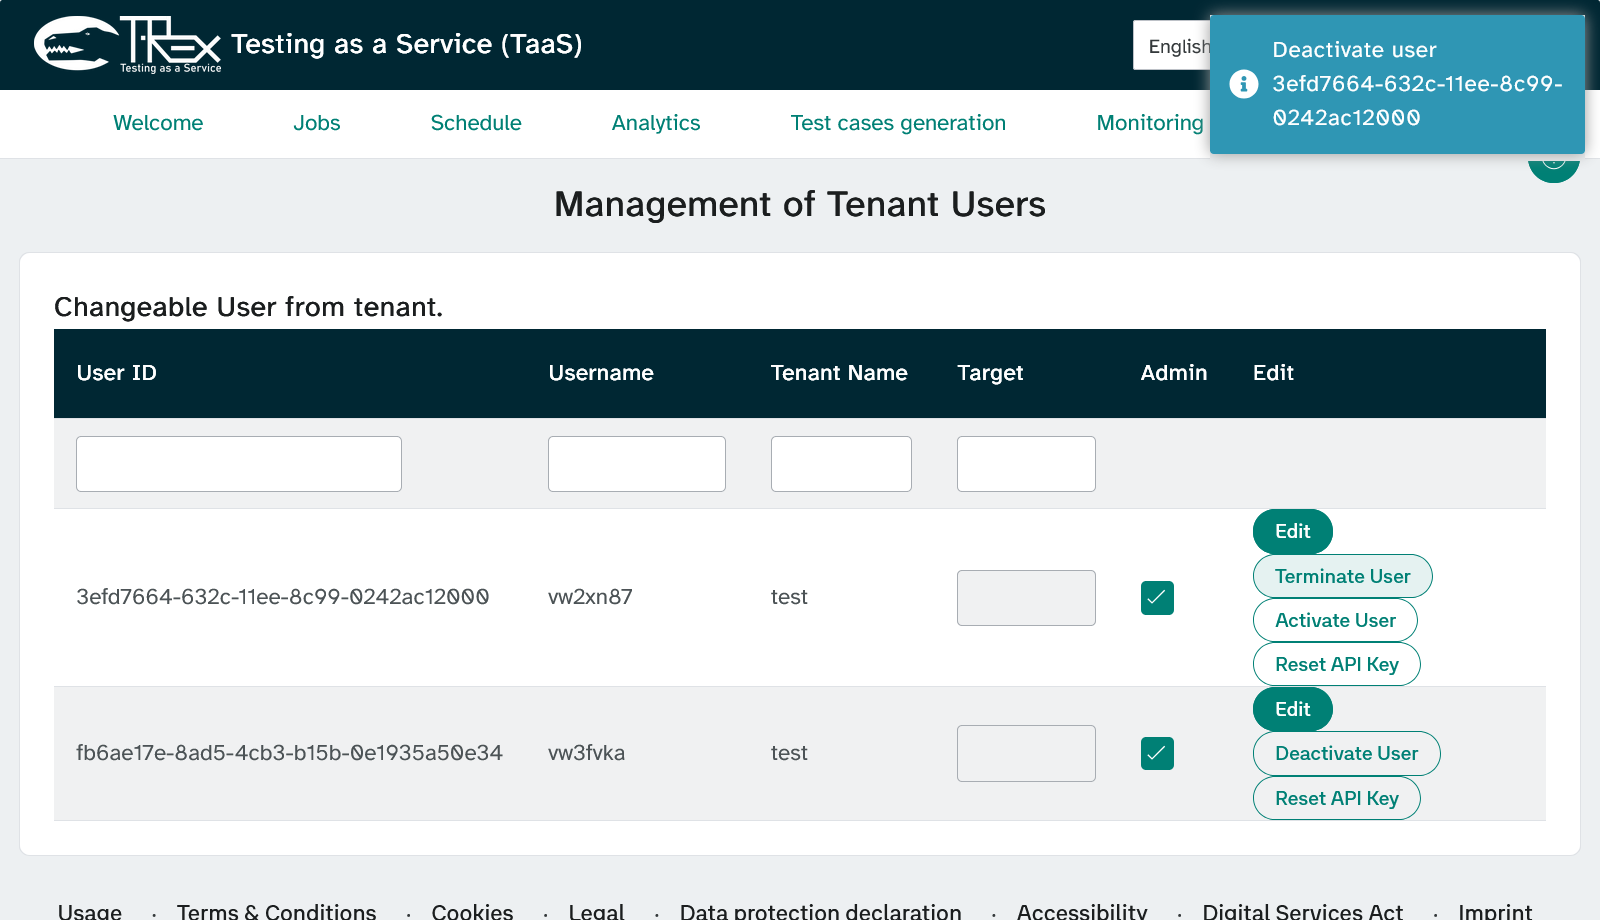 T-REX
Testing as a Service
Testing as a Service (TaaS)
English
Deactivate user
3efd7664-632c-11ee-8c99-
0242ac12000
Welcome
Jobs
Schedule
Analytics
Test cases generation
Monitoring
Management of Tenant Users
Changeable User from tenant.
User ID
Username
Tenant Name
Target
Admin
Edit
3efd7664-632c-11ee-8c99-0242ac12000
vw2xn87
test
Edit
Terminate User
Activate User
Reset API Key
fb6ae17e-8ad5-4cb3-b15b-0e1935a50e34
vw3fvka
test
Edit
Deactivate User
Reset API Key
Usage · Terms & Conditions · Cookies · Legal · Data protection declaration · Accessibility · Digital Services Act · Imprint